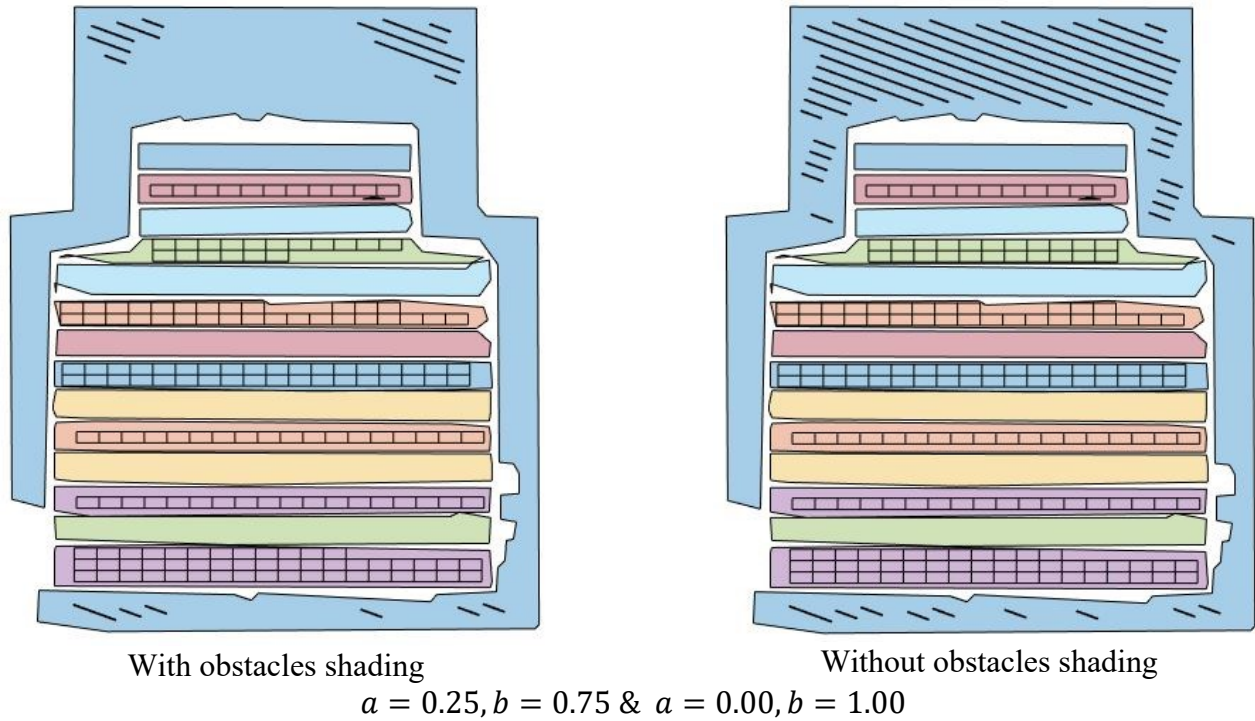 With obstacles shading
Without obstacles shading
a = 0.25, b = 0.75 & a = 0.00, b = 1.00